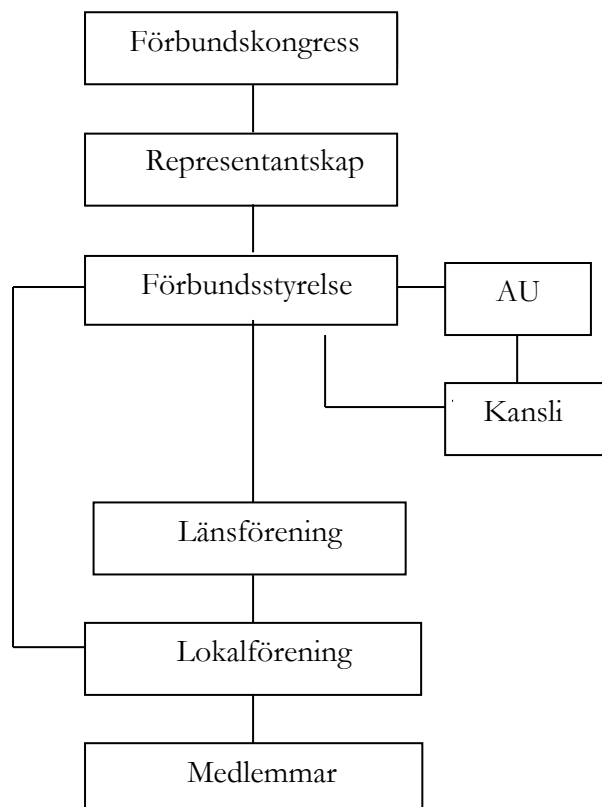 Förbundskongress
Representantskap
Förbundsstyrelse
AU
Kansli
Länsförening
Lokalförening
Medlemmar